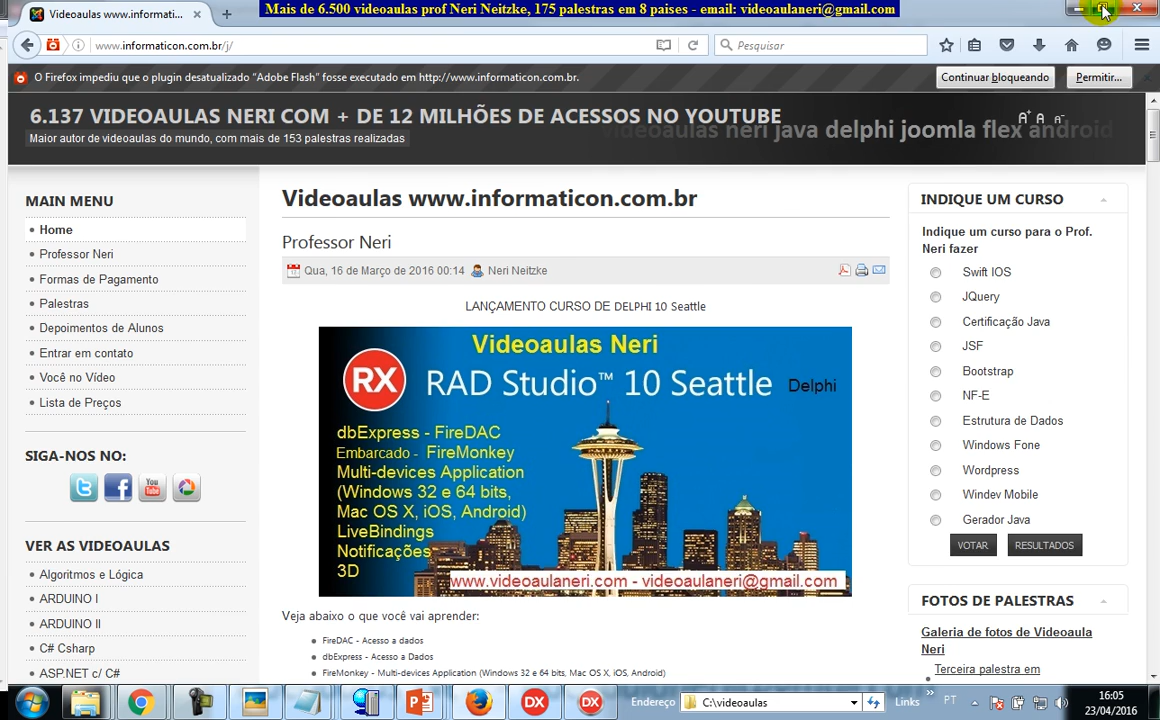 Videoaulas www.informati...
Mais de 6.500 videoaulas prof Neri Neitzke, 175 palestras em 8 paises - email: videoaulaneri@gmail.com
www.informaticon.com.br/j/
Pesquisar
O Firefox impediu que o plugin desatualizado "Adobe Flash" fosse executado em http://www.informaticon.com.br.
Continuar bloqueando
Permitir...
6.137 VIDEOAULAS NERI COM + DE 12 MILHÕES DE ACESSOS NO YOUTUBE
Maior autor de videoaulas do mundo, com mais de 153 palestras realizadas
videoaulas neri java delphi joomla flex android
A+ A A-
MAIN MENU
Home
Professor Neri
Formas de Pagamento
Palestras
Depoimentos de Alunos
Entrar em contato
Você no Vídeo
Lista de Preços
SIGA-NOS NO:
You Tube
VER AS VIDEOAULAS
Algoritmos e Lógica
ARDUINO I
ARDUINO II
C# Csharp
ASP.NET c/ C#
Videoaulas www.informaticon.com.br
Professor Neri
Qua, 16 de Março de 2016 00:14
Neri Neitzke
LANÇAMENTO CURSO DE DELPHI 10 Seattle
Videoaulas Neri
RX RAD Studio™ 10 Seattle Delphi
dbExpress - FireDAC
Embarcado - FireMonkey
Multi-devices Application
(Windows 32 e 64 bits,
Mac OS X, iOS, Android)
LiveBindings
Notificações
3D
www.videoaulaneri.com - videoaulaneri@gmail.com
Veja abaixo o que você vai aprender:
FireDAC - Acesso a dados
dbExpress - Acesso a Dados
FireMonkey - Multi-devices Application (Windows 32 e 64 bits, Mac OS X, iOS, Android)
INDIQUE UM CURSO
Indique um curso para o Prof.
Neri fazer
Swift IOS
JQuery
Certificação Java
JSF
Bootstrap
NF-E
Estrutura de Dados
Windows Fone
Wordpress
Windev Mobile
Gerador Java
VOTAR
RESULTADOS
FOTOS DE PALESTRAS
Galeria de fotos de Videoaula
Neri
Terceira palestra em
DX
DX
Endereço
C:\videoaulas
Links
PT
16:05
23/04/2016